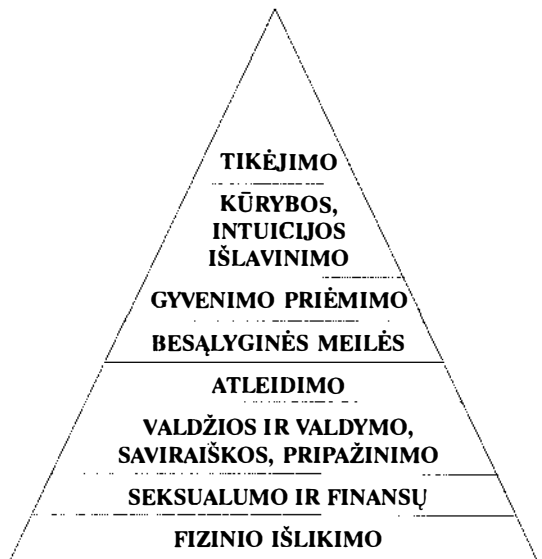 TIKĖJIMO
KŪRYBOS,
INTUICIJOS
IŠLAVINIMO
GYVENIMO PRIĖMIMO
BESĄLYGINĖS MEILĖS
ATLEIDIMO
VALDŽIOS IR VALDYMO,
SAVIRAIŠKOS, PRIPAŽINIMO
SEKSUALUMO IR FINANSŲ
FIZINIO IŠLIKIMO